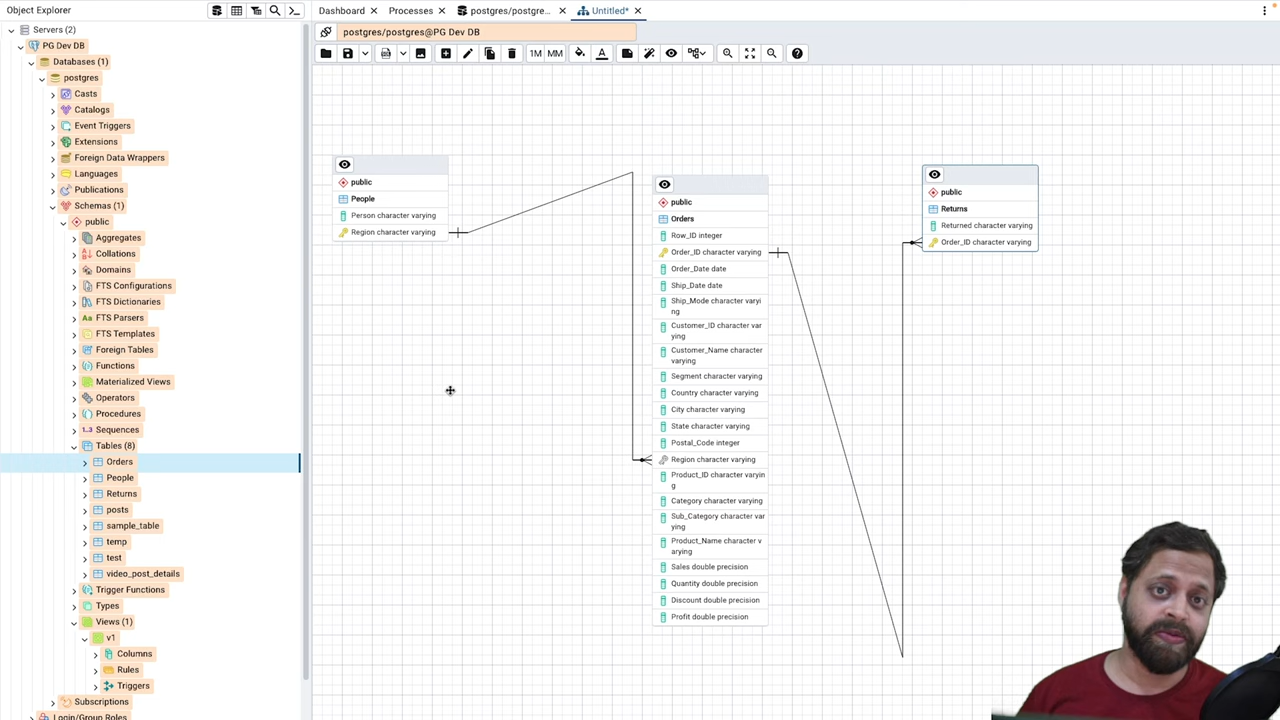 Object Explorer
Dashboard
Processes
postgres/postgre...
Untitled*
postgres/postgres@PG Dev DB
1M
MM
Servers (2)
PG Dev DB
Databases (1)
postgres
Casts
Catalogs
Event Triggers
Extensions
Foreign Data Wrappers
Languages
Publications
Schemas (1)
public
Aggregates
Collations
Domains
FTS Configurations
FTS Dictionaries
Aa FTS Parsers
FTS Templates
Foreign Tables
Functions
Materialized Views
Operators
Procedures
1..3 Sequences
Tables (8)
Orders
People
Returns
posts
sample_table
temp
test
video_post_details
Trigger Functions
Types
Views (1)
v1
Columns
Rules
Triggers
Subscriptions
Login/Group Roles
public
People
Person character varying
Region character varying
public
Orders
Row_ID integer
Order_ID character varying
Order_Date date
Ship_Date date
Ship_Mode character varyi
ng
Customer_ID character var
ying
Customer_Name character
varying
Segment character varying
Country character varying
City character varying
State character varying
Postal_Code integer
Region character varying
Product_ID character varyin
g
Category character varying
Sub_Category character var
ying
Product_Name character v
arying
Sales double precision
Quantity double precision
Discount double precision
Profit double precision
public
Returns
Returned character varying
Order_ID character varying